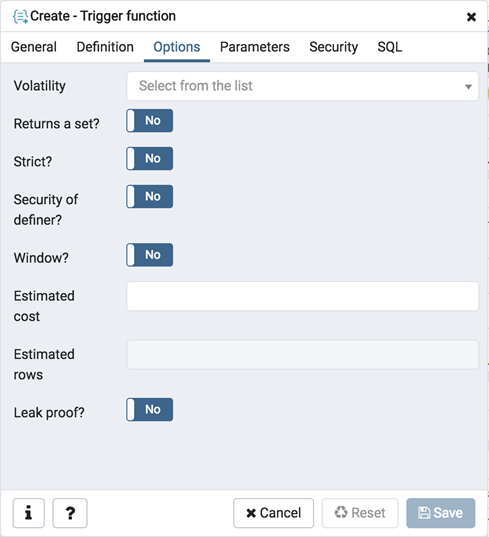 Create - Trigger function
General Definition Options Parameters Security SQL
Volatility Select from the list
Returns a set? No
Strict? No
Security of
definer? No
Window? No
Estimated
cost
Estimated
rows
Leak proof? No
i ? Cancel Reset Save